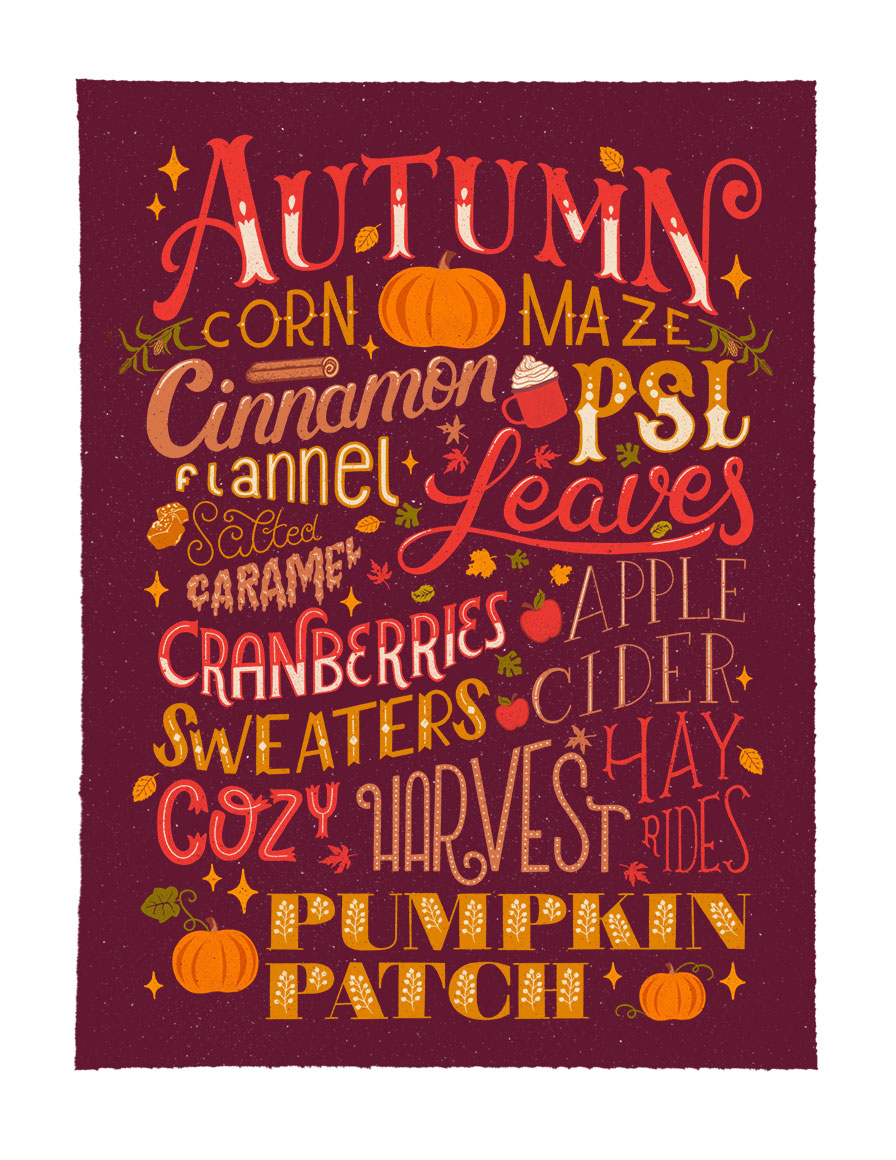 AUTUMN
CORN MAZE
Cinnamon
PSL
flannel
Leaves
Salted
CARAMEL
APPLE
CIDER
CRANBERRIES
SWEATERS
HAY
RIDES
COZY
HARVEST
PUMPKIN
PATCH